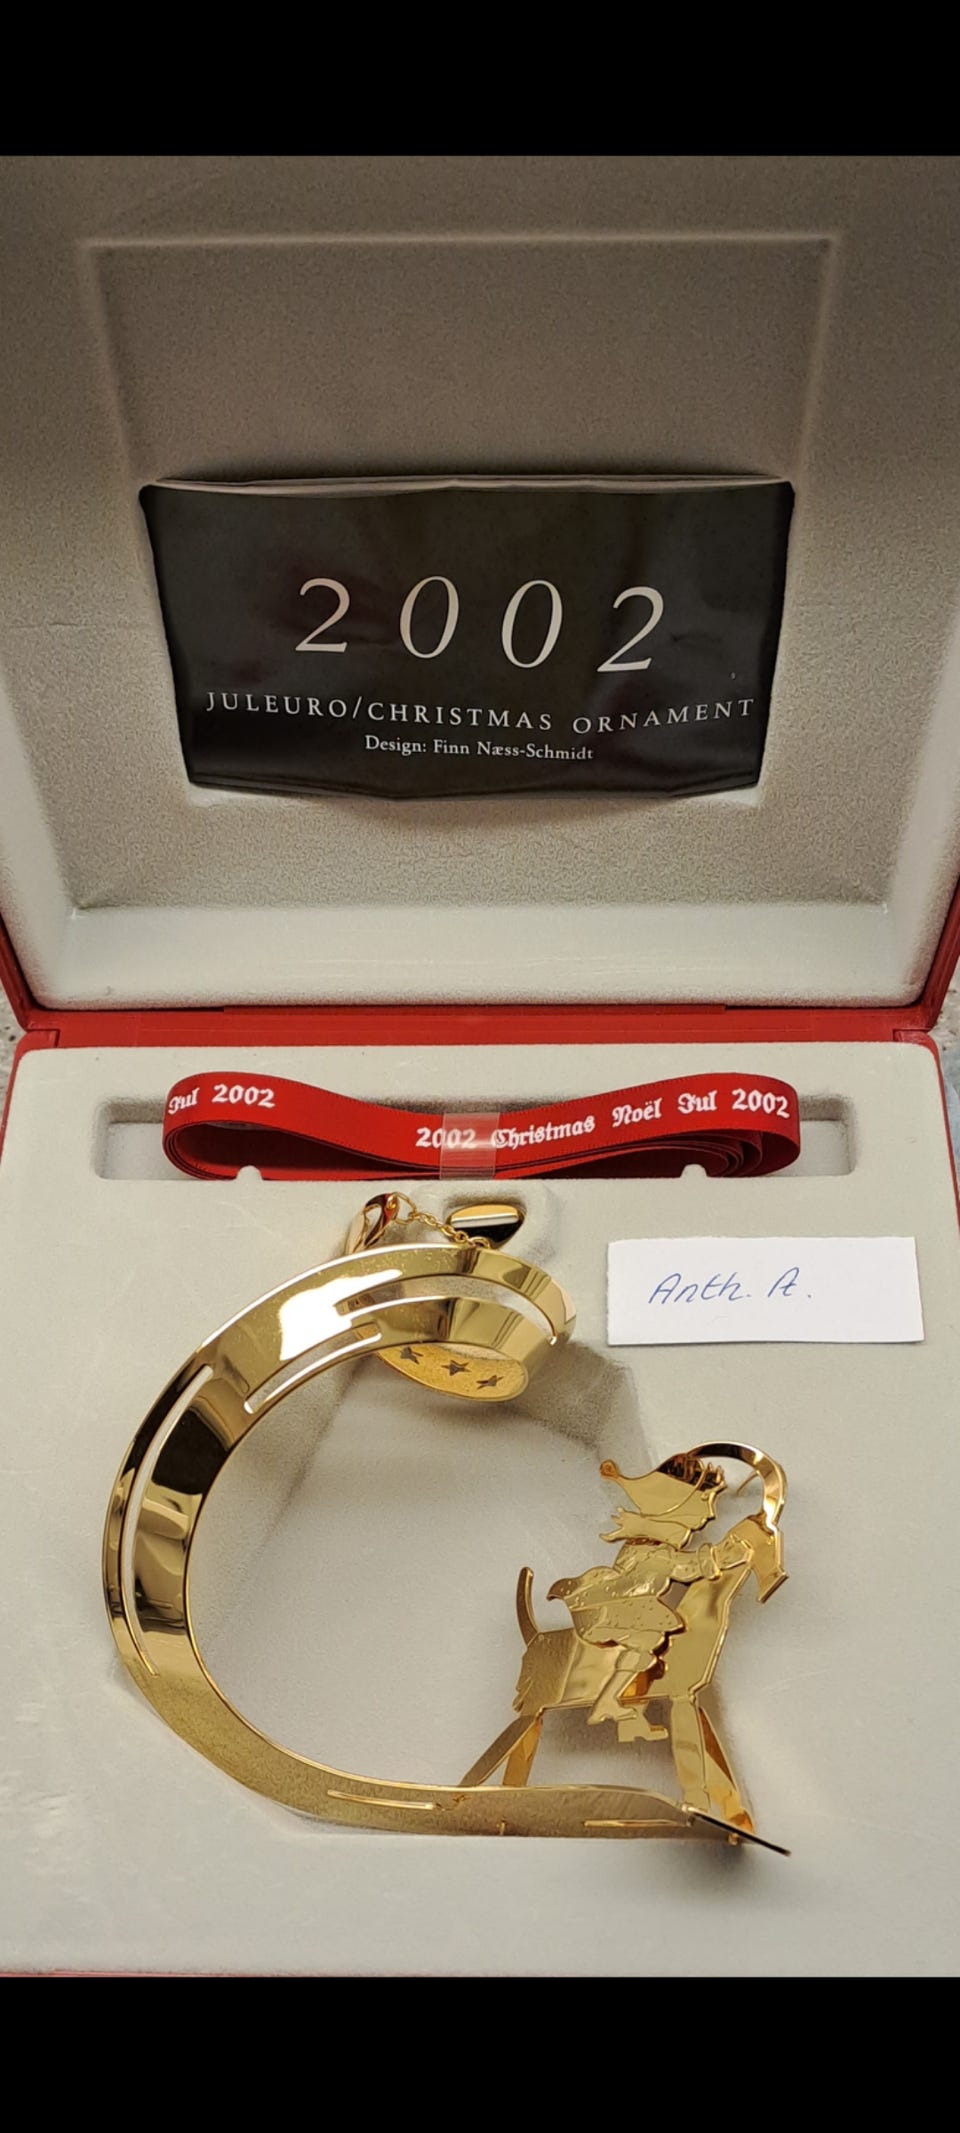 2002
JULEURO/CHRISTMAS ORNAMENT
Design: Finn Næss-Schmidt
Jul 2002
2002 Christmas Noël Jul 2002
Anth. A.